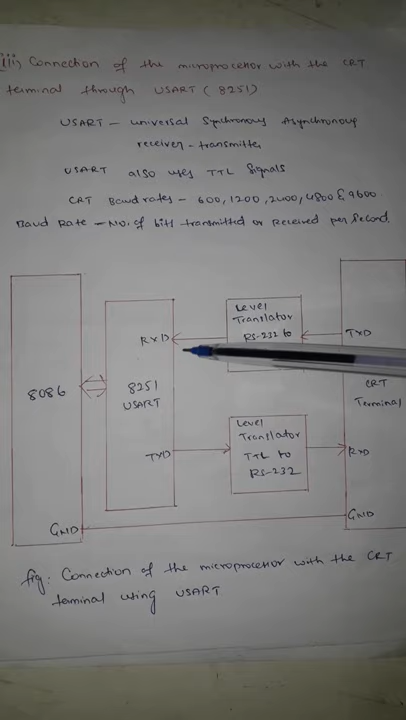 (iii) Connection of the microprocessor with the CRT
terminal through USART (8251)
USART - universal Synchronous Asynchronous
receiver - transmitter
USART also uses TTL Signals
CRT Baud rates - 600, 1200, 2400, 4800 & 9600
Baud Rate - No. of bits transmitted or Received per Second.
8086
GND
RXD
8251
USART
TXD
Level
Translator
RS-232 to
Level
Translator
TTL to
RS-232
TXD
CRT
Terminal
RXD
GND
fig: Connection of the microprocessor with the CRT
teminal using USART